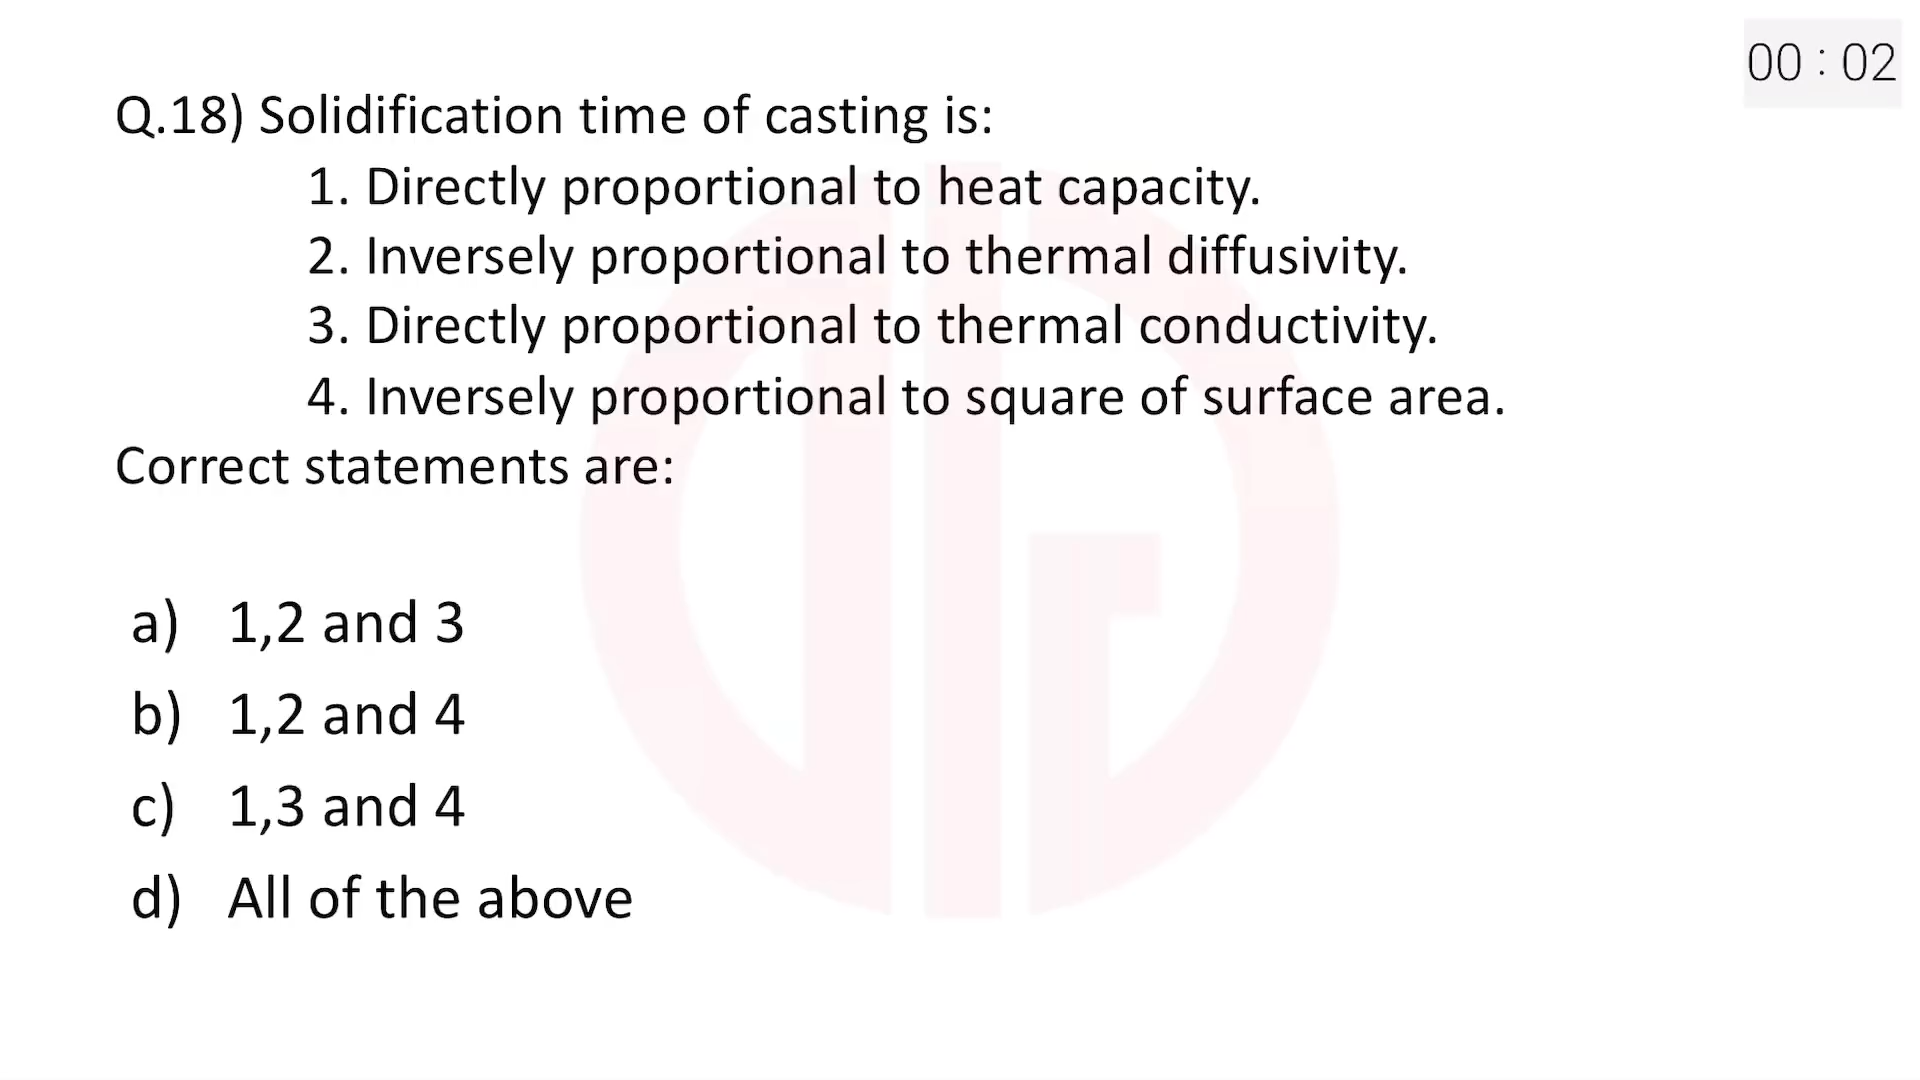 00 : 02
Q.18) Solidification time of casting is:
1. Directly proportional to heat capacity.
2. Inversely proportional to thermal diffusivity.
3. Directly proportional to thermal conductivity.
4. Inversely proportional to square of surface area.
Correct statements are:
a) 1,2 and 3
b) 1,2 and 4
c) 1,3 and 4
d) All of the above